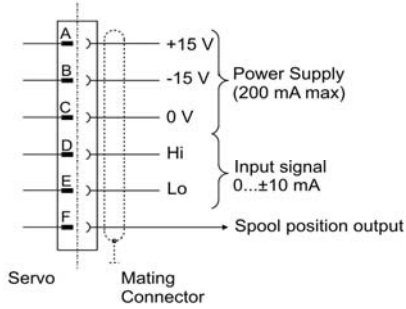 A
+15 V
B
-15 V
Power Supply
(200 mA max)
C
0 V
D
Hi
Input signal
0...±10 mA
E
Lo
F
Spool position output
Servo
Mating
Connector